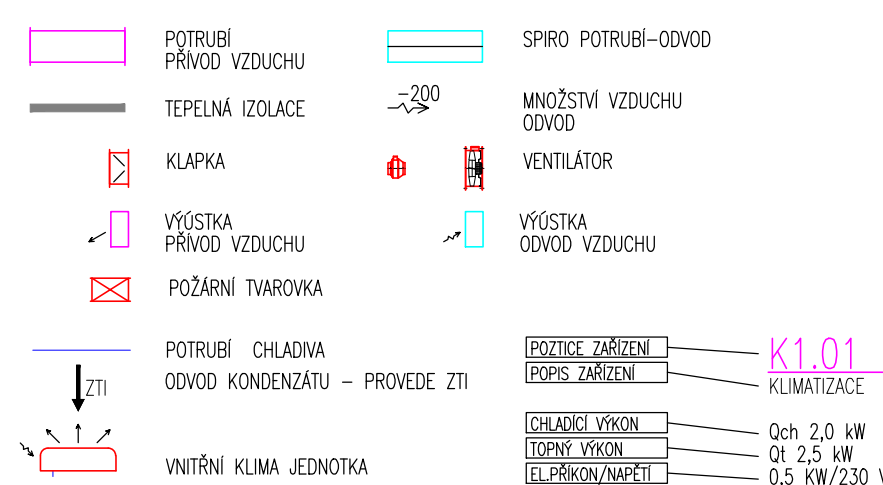 POTRUBÍ
PŘÍVOD VZDUCHU
SPIRO POTRUBÍ-ODVOD
TEPELNÁ IZOLACE
-200
MNOŽSTVÍ VZDUCHU
ODVOD
KLAPKA
VENTILÁTOR
VÝÚSTKA
PŘÍVOD VZDUCHU
VÝÚSTKA
ODVOD VZDUCHU
POŽÁRNÍ TVAROVKA
POTRUBÍ CHLADIVA
ZTI
ODVOD KONDENZÁTU - PROVEDE ZTI
VNITŘNÍ KLIMA JEDNOTKA
POZTICE ZAŘÍZENÍ
K1.01
POPIS ZAŘÍZENÍ
KLIMATIZACE
CHLADÍCÍ VÝKON
Qch 2,0 kW
TOPNÝ VÝKON
Qt 2,5 kW
EL.PŘÍKON/NAPĚTÍ
0,5 KW/230 V